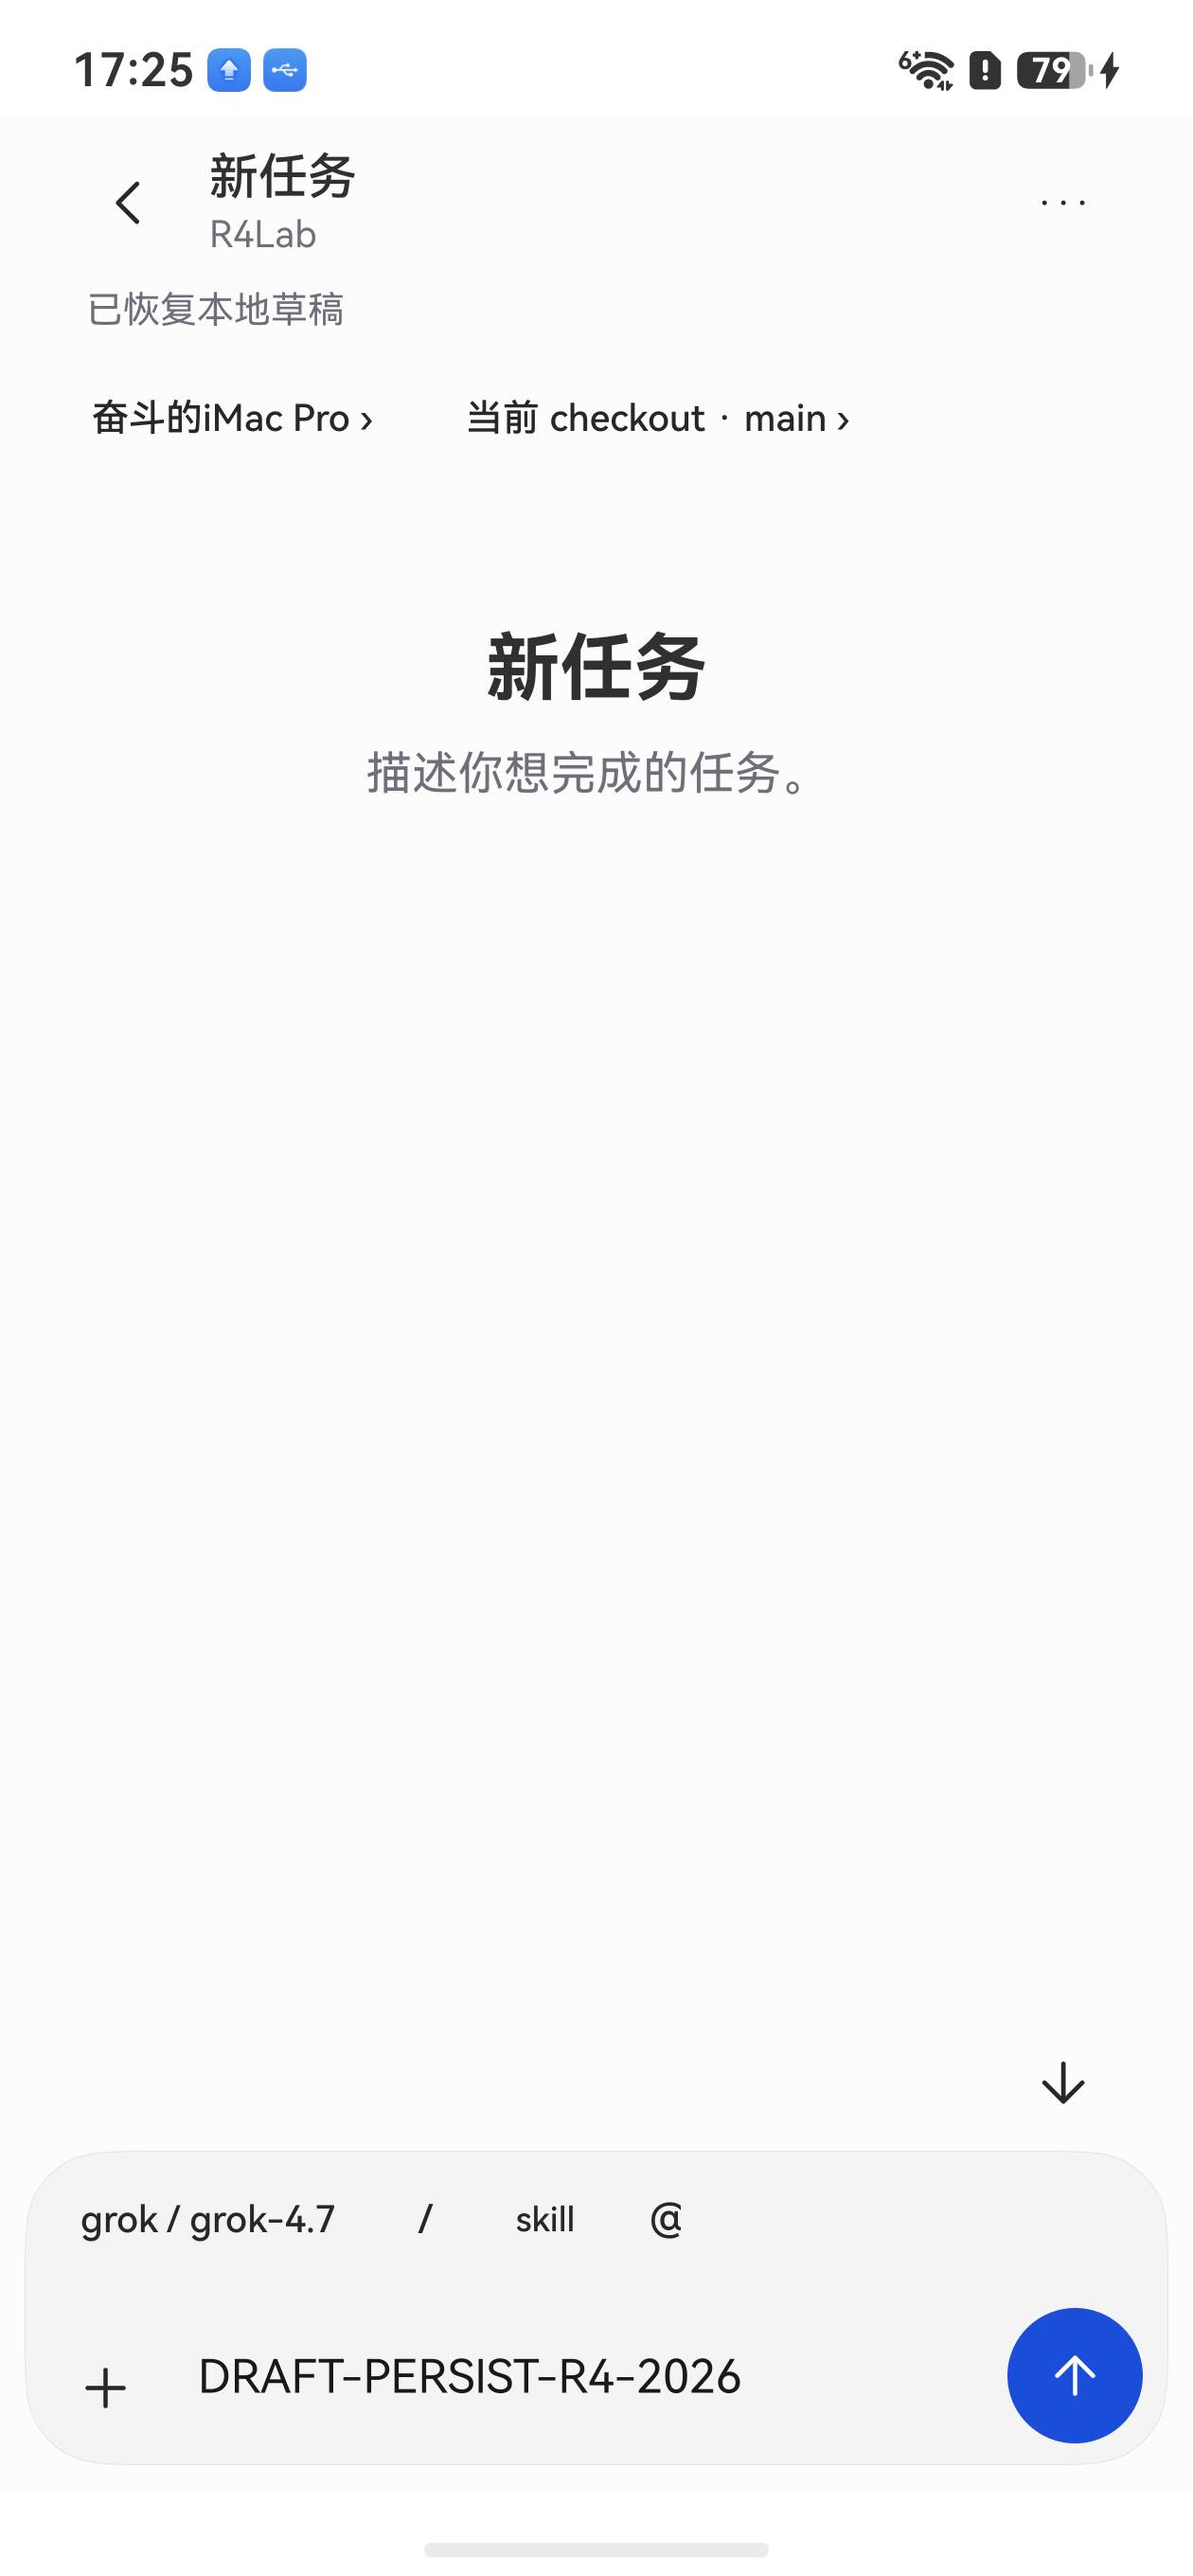 17:25
79
新任务
R4Lab
已恢复本地草稿
奋斗的iMac Pro › 当前 checkout · main ›
新任务
描述你想完成的任务。
grok / grok-4.7 / skill @
DRAFT-PERSIST-R4-2026